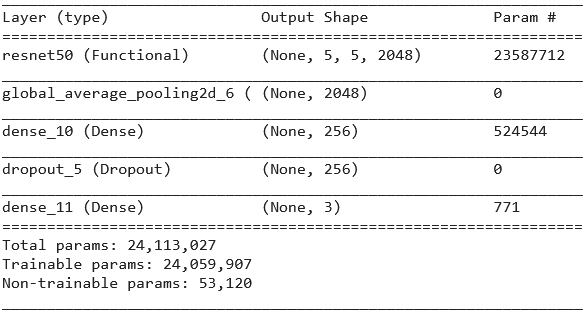 Layer (type) Output Shape Param #
resnet50 (Functional) (None, 5, 5, 2048) 23587712
global_average_pooling2d_6 ( (None, 2048) 0
dense_10 (Dense) (None, 256) 524544
dropout_5 (Dropout) (None, 256) 0
dense_11 (Dense) (None, 3) 771
Total params: 24,113,027
Trainable params: 24,059,907
Non-trainable params: 53,120